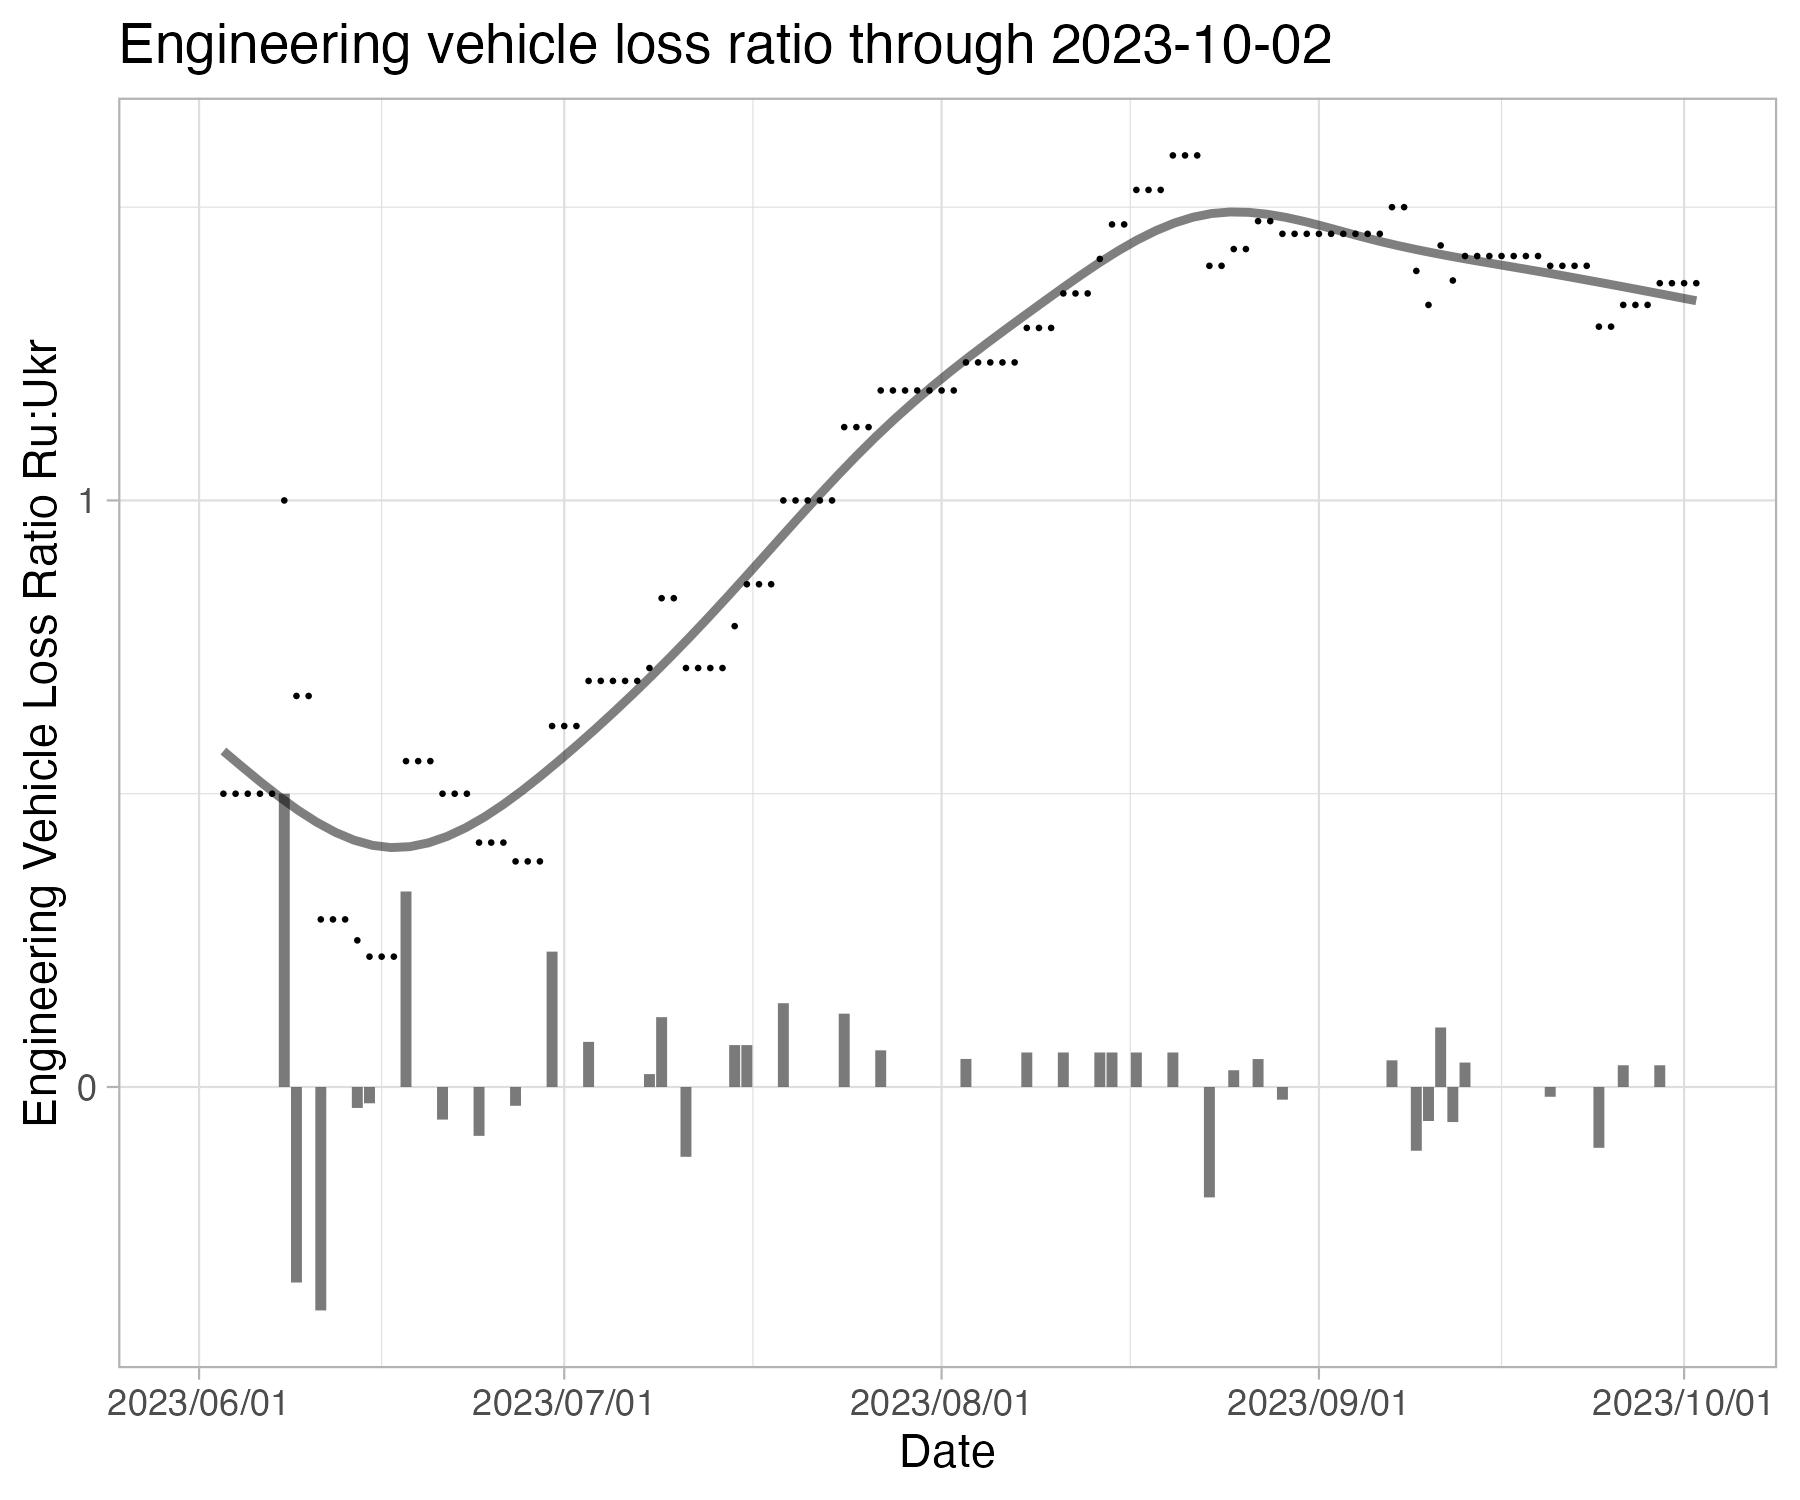 Engineering vehicle loss ratio through 2023-10-02
Engineering Vehicle Loss Ratio Ru:Ukr
1
0
2023/06/01
2023/07/01
2023/08/01
2023/09/01
2023/10/01
Date